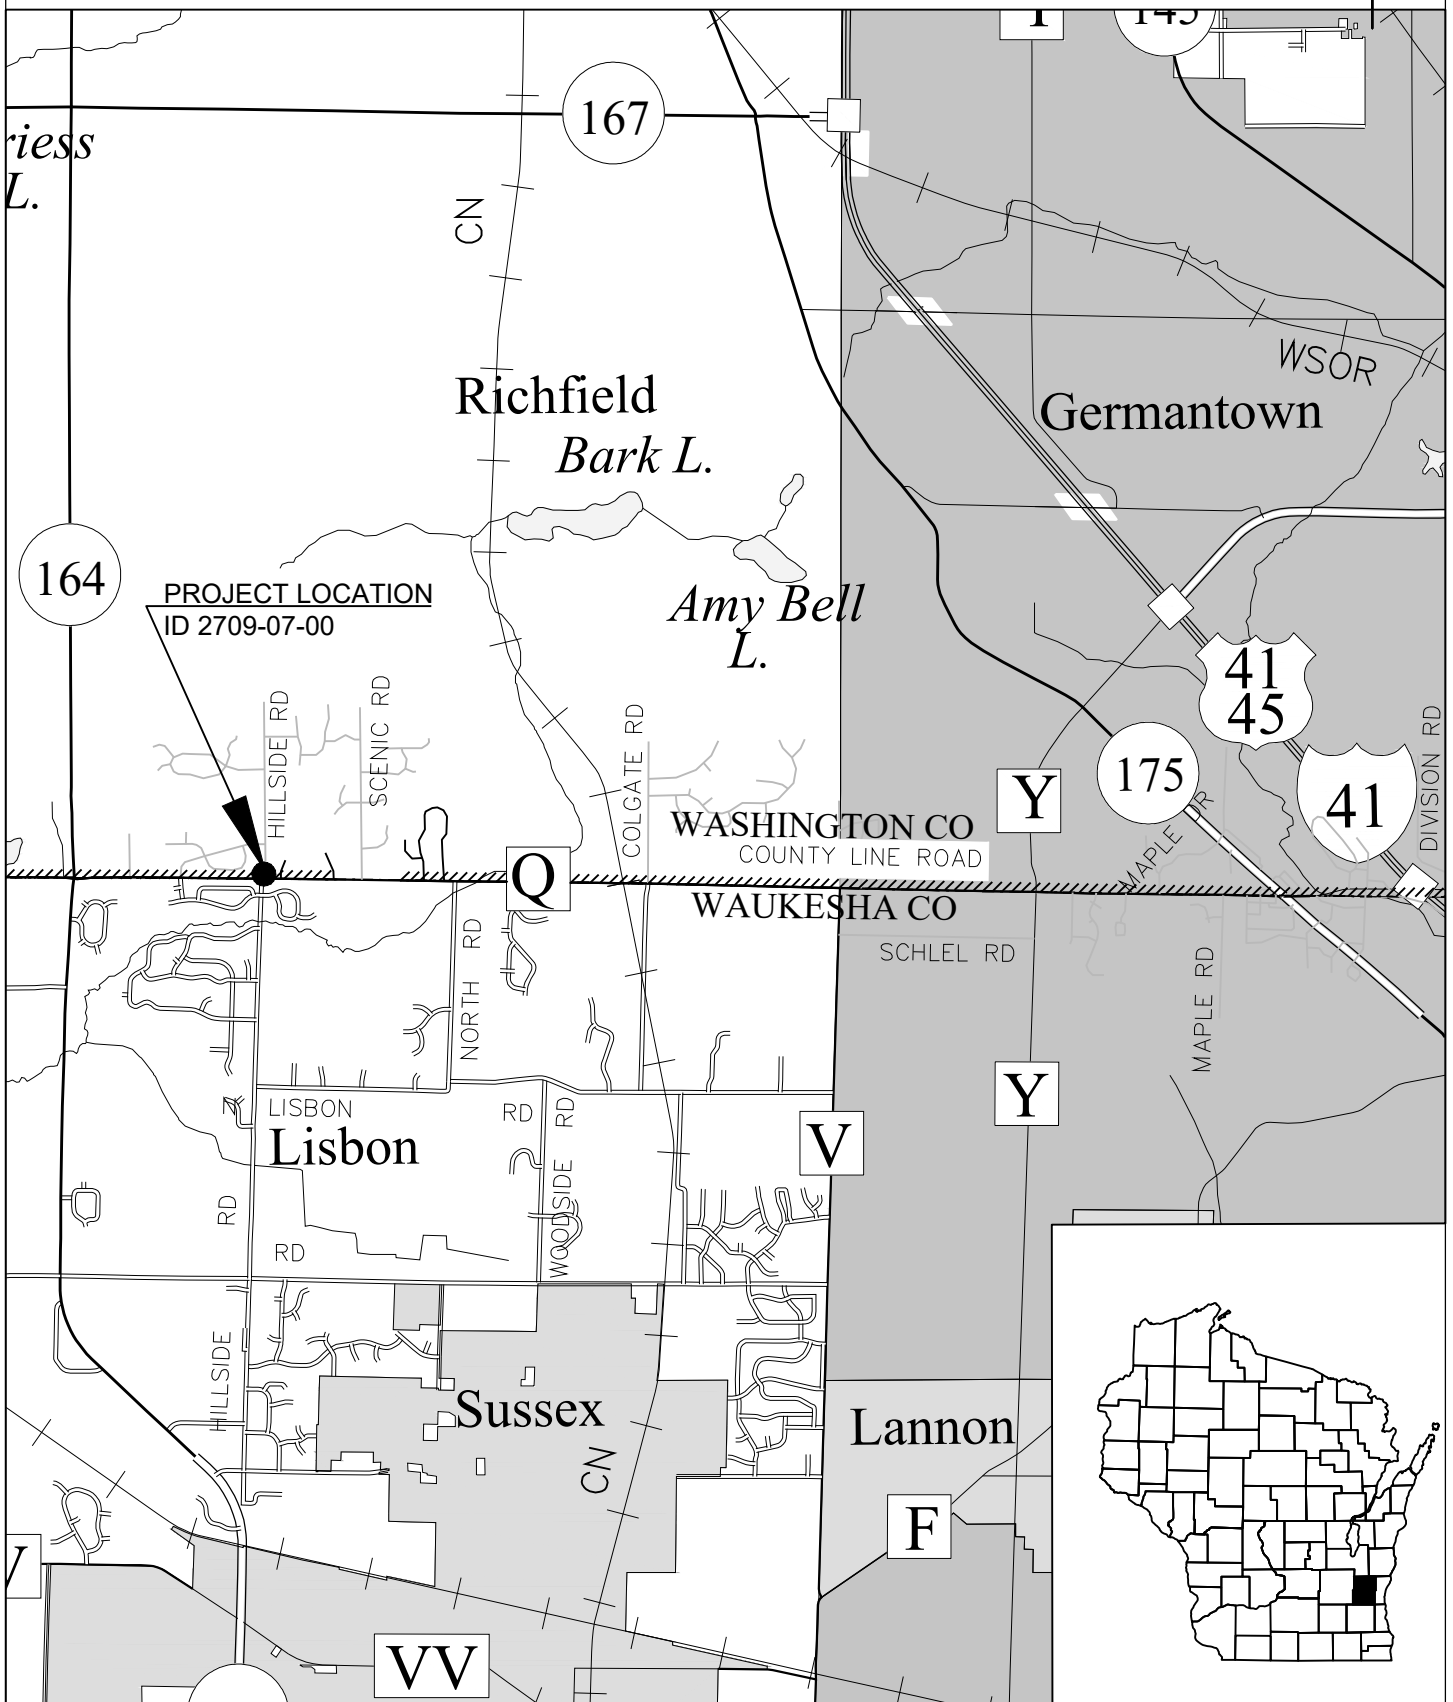 145
167
riess
L.
CN
WSOR
Richfield
Germantown
Bark L.
164
PROJECT LOCATION
ID 2709-07-00
Amy Bell
L.
41
45
HILLSIDE RD
SCENIC RD
COLGATE RD
DIVISION RD
Y
175
41
MAPLE DR
WASHINGTON CO
COUNTY LINE ROAD
Q
WAUKESHA CO
SCHLEL RD
NORTH RD
MAPLE RD
Y
N LISBON RD
Lisbon
V
WOODSIDE RD
RD
RD
HILLSIDE
Sussex
Lannon
CN
F
VV